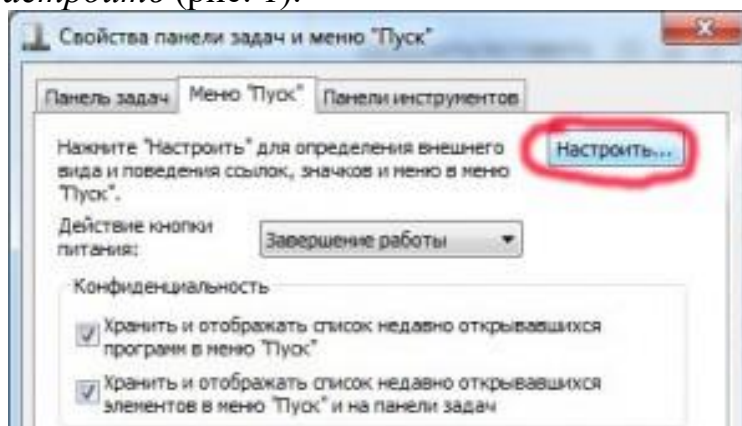 астроить (рис. 1).
Свойства панели задач и меню "Пуск"
Панель задач Меню "Пуск" Панели инструментов
Нажмите "Настроить" для определения внешнего
вида и поведения ссылок, значков и меню в меню
"Пуск".
Настроить...
Действие кнопки
питания:
Завершение работы
Конфиденциальность
Хранить и отображать список недавно открывавшихся
программ в меню "Пуск"
Хранить и отображать список недавно открывавшихся
элементов в меню "Пуск" и на панели задач